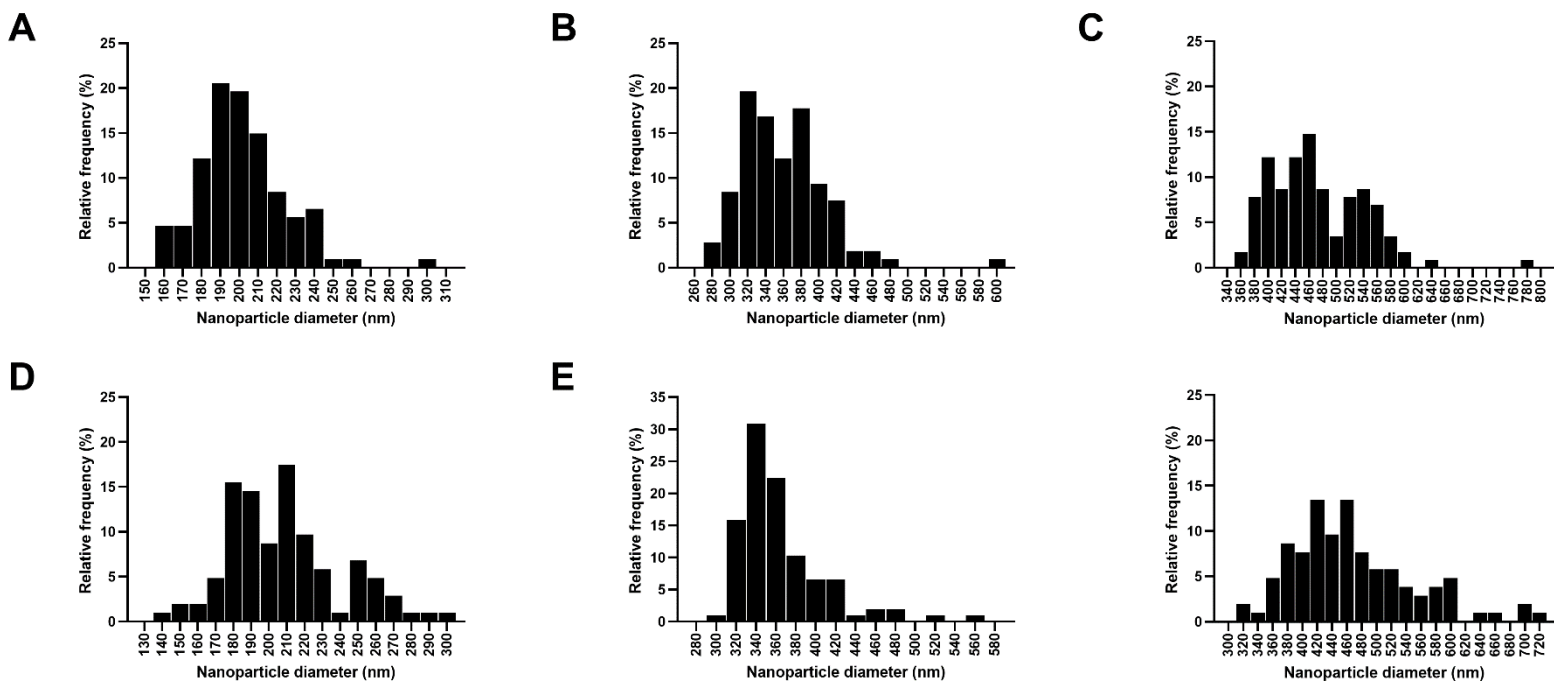 A
25
20
15
10
5
0
Relative frequency (%)
150 160 170 180 190 200 210 220 230 240 250 260 270 280 290 300 310
Nanoparticle diameter (nm)
B
25
20
15
10
5
0
Relative frequency (%)
260 280 300 320 340 360 380 400 420 440 460 480 500 520 540 560 580 600
Nanoparticle diameter (nm)
C
25
20
15
10
5
0
Relative frequency (%)
340 360 380 400 420 440 460 480 500 520 540 560 580 600 620 640 660 680 700 720 740 760 780 800
Nanoparticle diameter (nm)
D
25
20
15
10
5
0
Relative frequency (%)
130 140 150 160 170 180 190 200 210 220 230 240 250 260 270 280 290 300
Nanoparticle diameter (nm)
E
35
30
25
20
15
10
5
0
Relative frequency (%)
280 300 320 340 360 380 400 420 440 460 480 500 520 540 560 580
Nanoparticle diameter (nm)
25
20
15
10
5
0
Relative frequency (%)
300 320 340 360 380 400 420 440 460 480 500 520 540 560 580 600 620 640 660 680 700 720
Nanoparticle diameter (nm)